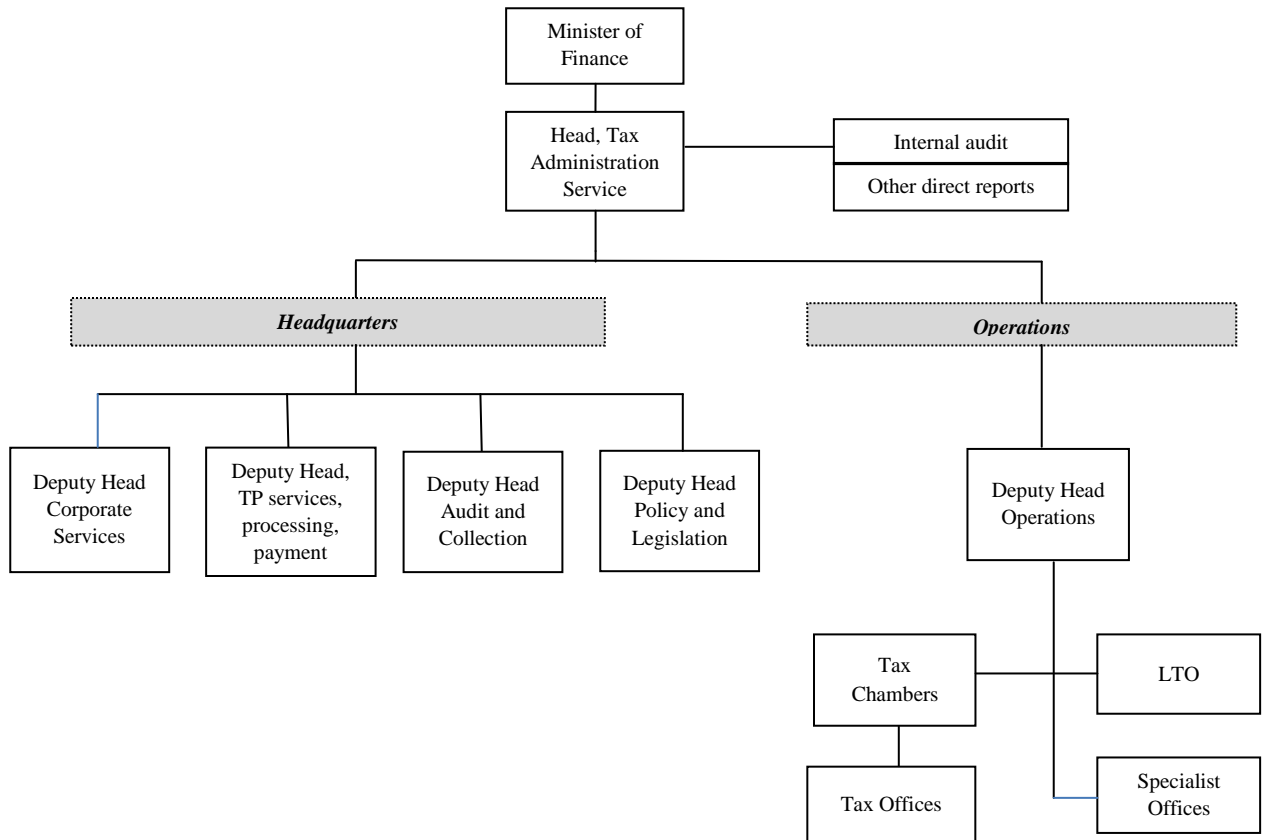 Minister of
Finance
Head, Tax
Administration
Service
Internal audit
Other direct reports
Headquarters
Operations
Deputy Head
Corporate
Services
Deputy Head,
TP services,
processing,
payment
Deputy Head
Audit and
Collection
Deputy Head
Policy and
Legislation
Deputy Head
Operations
Tax
Chambers
LTO
Tax Offices
Specialist
Offices